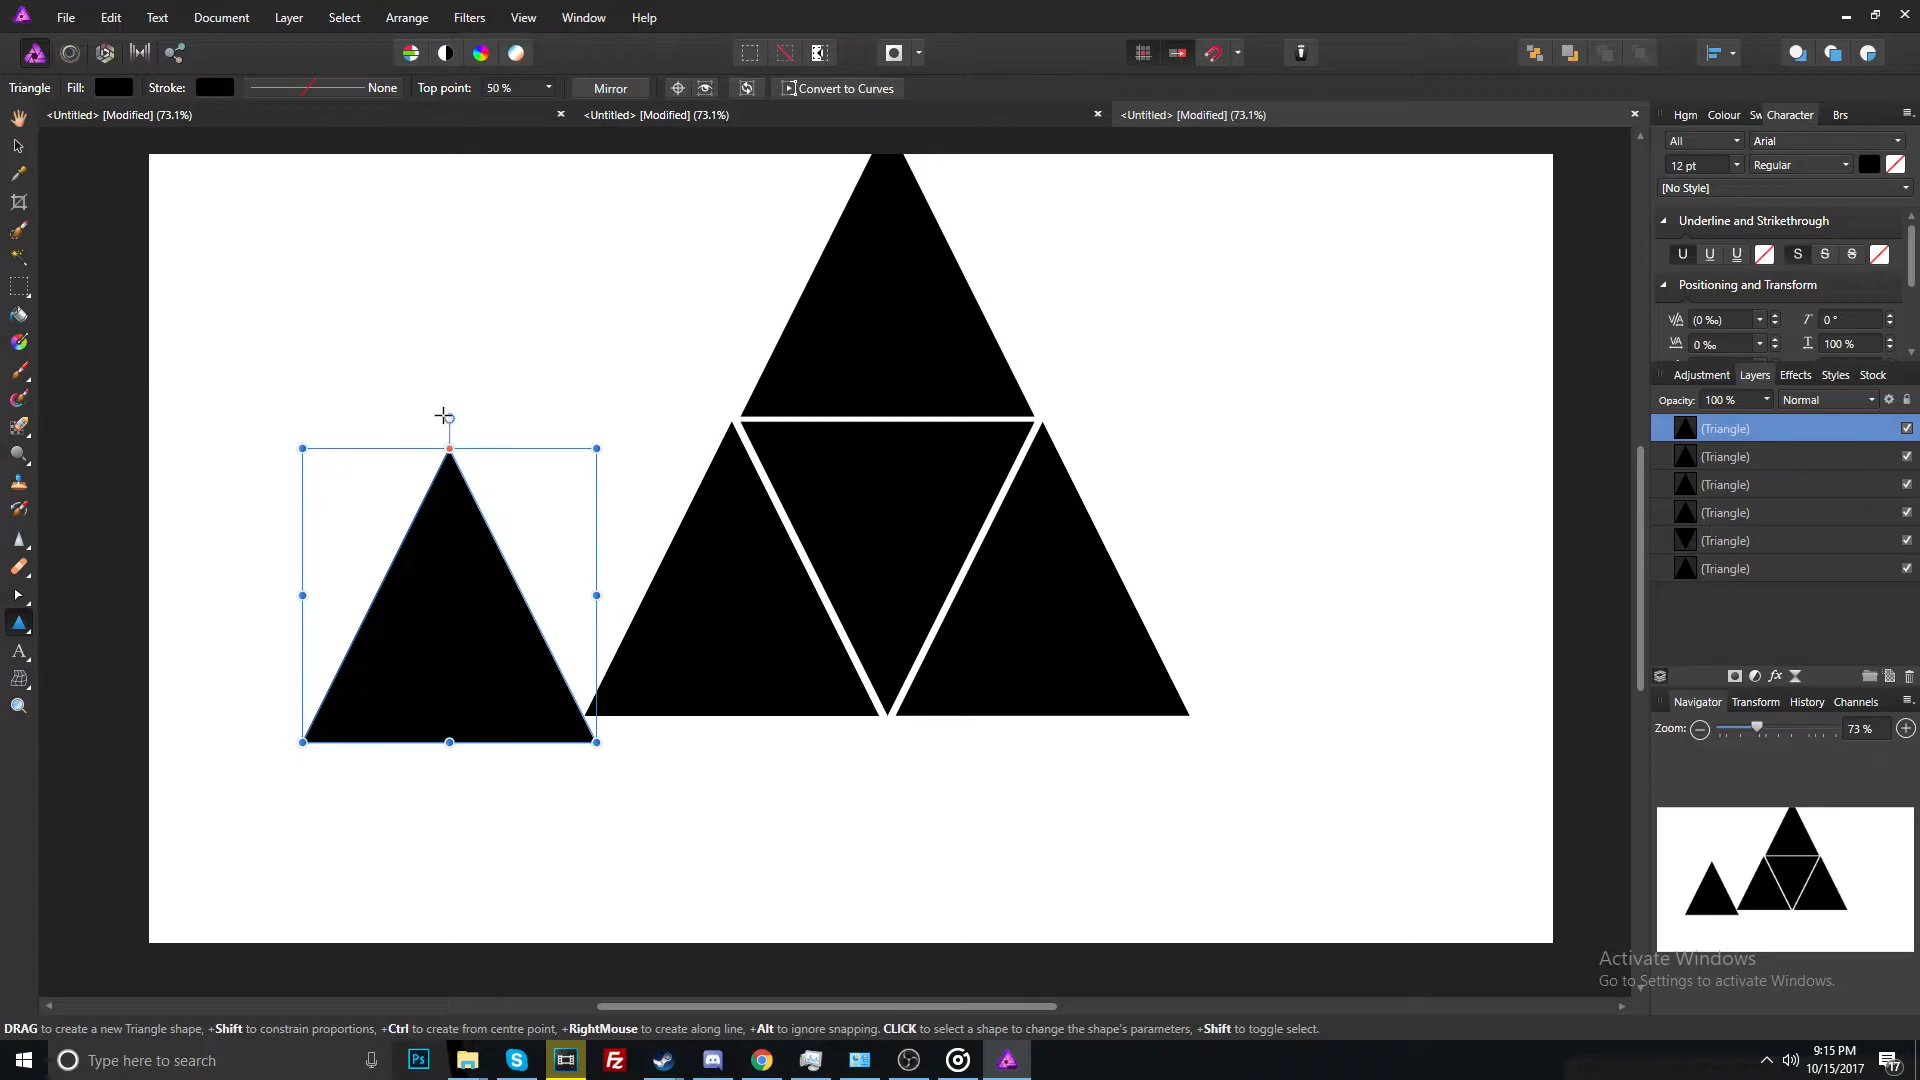 File Edit Text Document Layer Select Arrange Filters View Window Help
Triangle Fill: Stroke: None Top point: 50 % Mirror Convert to Curves
<Untitled> [Modified] (73.1%) <Untitled> [Modified] (73.1%) <Untitled> [Modified] (73.1%)
Hgm Colour Sw Character Brs
All Arial
12 pt Regular
[No Style]
Underline and Strikethrough
U U U S S S
Positioning and Transform
V/A (0 ‰) T 0 °
VA 0 ‰ T 100 %
Adjustment Layers Effects Styles Stock
Opacity: 100 % Normal
(Triangle)
(Triangle)
(Triangle)
(Triangle)
(Triangle)
(Triangle)
fx
Navigator Transform History Channels
Zoom: 73 %
Activate Windows
Go to Settings to activate Windows.
DRAG to create a new Triangle shape, +Shift to constrain proportions, +Ctrl to create from centre point, +RightMouse to create along line, +Alt to ignore snapping. CLICK to select a shape to change the shape's parameters, +Shift to toggle select.
Type here to search Ps Fz 9:15 PM
10/15/2017 17